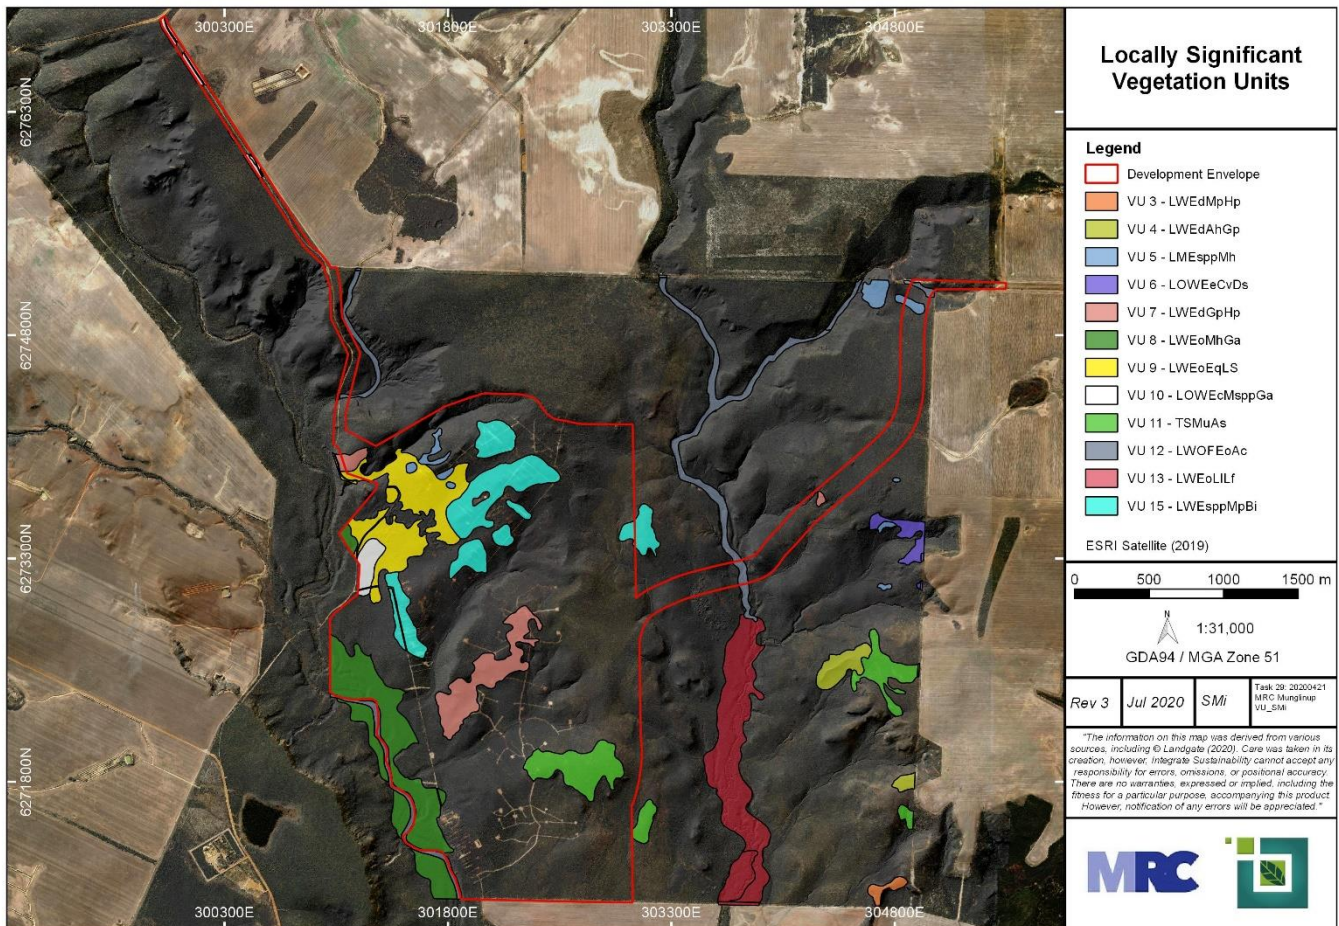 300300E
301800E
303300E
304800E
6276300N
6274800N
6273300N
6271800N
300300E
301800E
303300E
304800E
Locally Significant
Vegetation Units
Legend
Development Envelope
VU 3 - LWEdMpHp
VU 4 - LWEdAhGp
VU 5 - LMEsppMh
VU 6 - LOWEeCvDs
VU 7 - LWEdGpHp
VU 8 - LWEoMhGa
VU 9 - LWEoEqLS
VU 10 - LOWEcMsppGa
VU 11 - TSMuAs
VU 12 - LWOFEoAc
VU 13 - LWEoLlLf
VU 15 - LWEsppMpBi
ESRI Satellite (2019)
0 500 1000 1500 m
N
1:31,000
GDA94 / MGA Zone 51
Rev 3
Jul 2020
SMi
Task 29: 20200421
MRC Munglinup
VU_SMi
"The information on this map was derived from various
sources, including © Landgate (2020). Care was taken in its
creation, however, Integrate Sustainability cannot accept any
responsibility for errors, omissions, or positional accuracy.
There are no warranties, expressed or implied, including the
fitness for a particular purpose, accompanying this product.
However, notification of any errors will be appreciated."
MRC